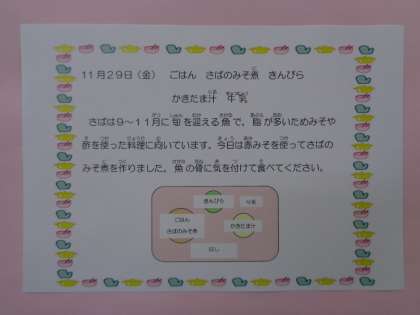 11月29日（金）　ごはん　さばのみそ煮　きんぴら
かきたま汁　牛乳
さばは9～11月に旬を迎える魚で、脂が多いためみそや
酢を使った料理に向いています。今日は赤みそを使ってさばの
みそ煮を作りました。魚の骨に気を付けて食べてください。
きんぴら
牛乳
ごはん
かきたま汁
さばのみそ煮
はし